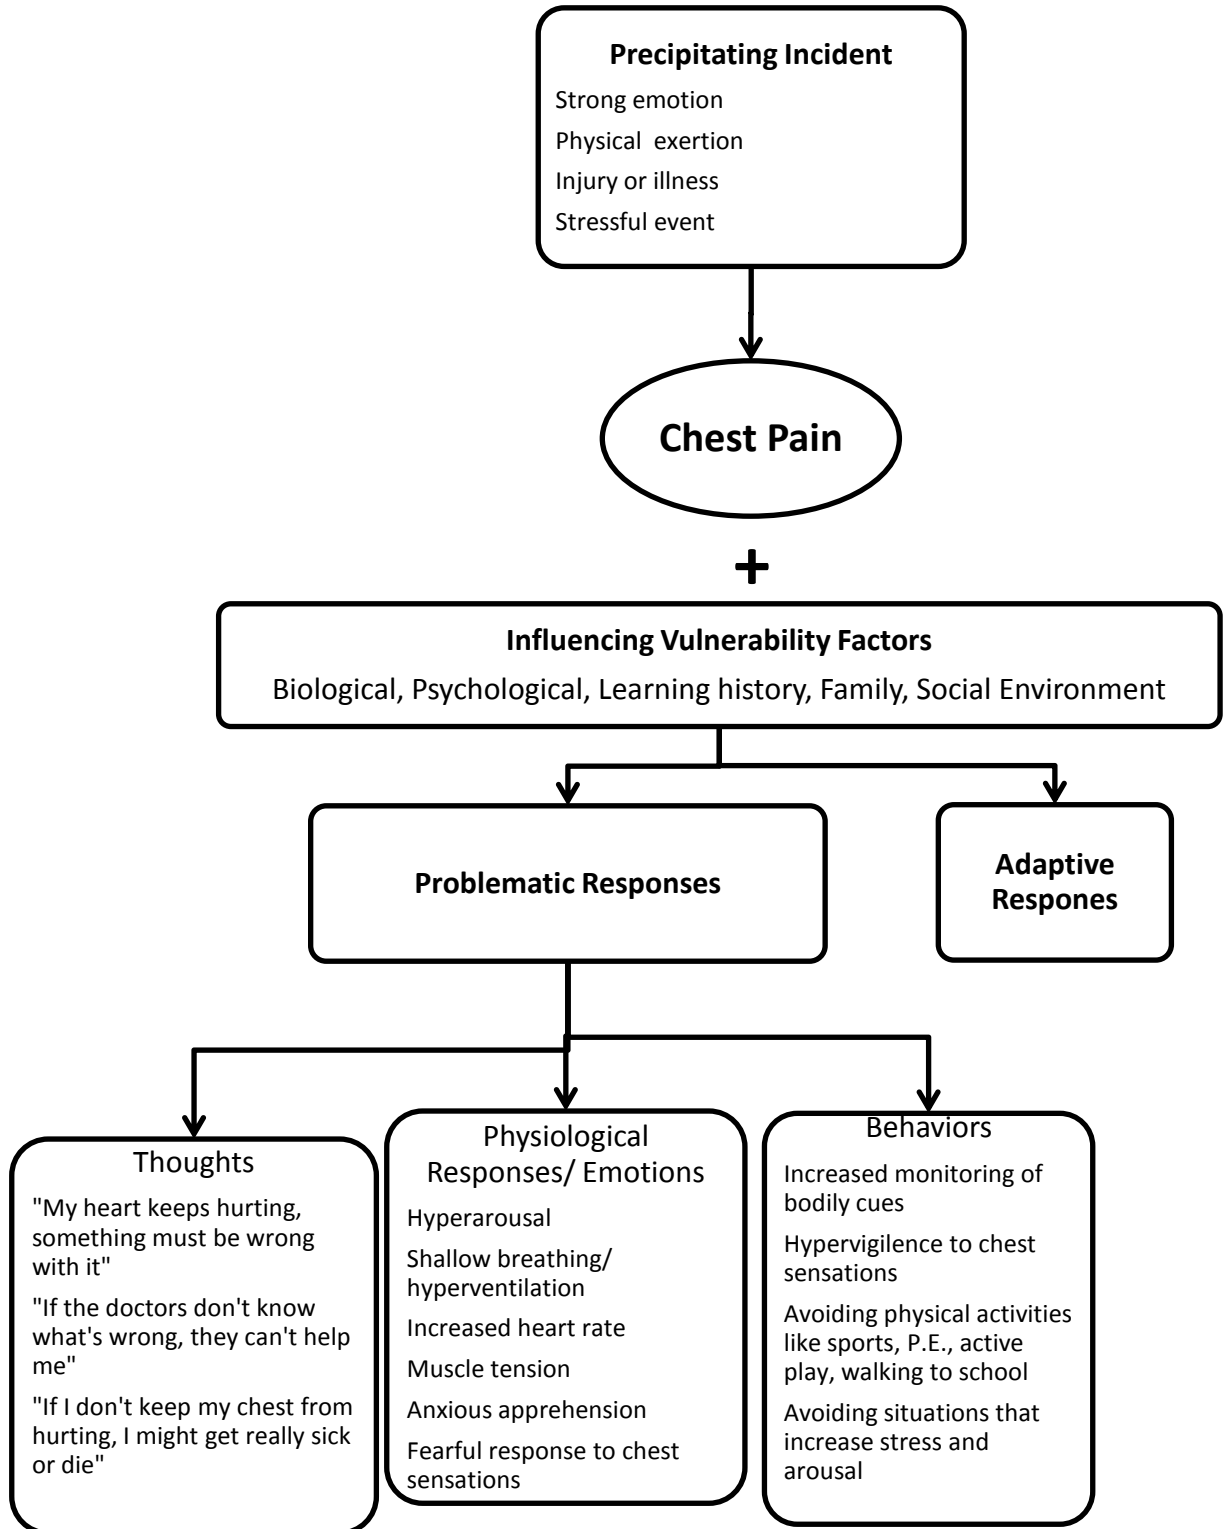 Precipitating Incident
Strong emotion
Physical  exertion
Injury or illness
Stressful event
Chest Pain
+
Influencing Vulnerability Factors
Biological, Psychological, Learning history, Family, Social Environment
Problematic Responses
Adaptive
Respones
Thoughts
"My heart keeps hurting,
something must be wrong
with it"
"If the doctors don't know
what's wrong, they can't help
me"
"If I don't keep my chest from
hurting, I might get really sick
or die"
Physiological
Responses/ Emotions
Hyperarousal
Shallow breathing/
hyperventilation
Increased heart rate
Muscle tension
Anxious apprehension
Fearful response to chest
sensations
Behaviors
Increased monitoring of
bodily cues
Hypervigilence to chest
sensations
Avoiding physical activities
like sports, P.E., active
play, walking to school
Avoiding situations that
increase stress and
arousal